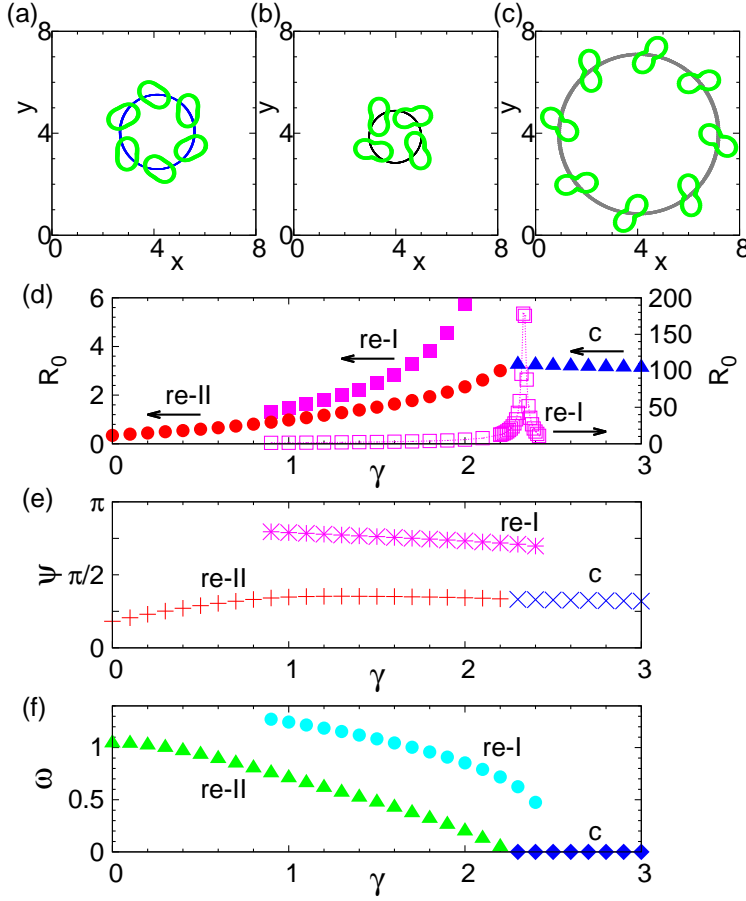 (a) (b) (c)
8 8 8
y y y
4 4 4
0 0 0
0 4 8 0 4 8 0 4 8
x x x
(d)
6 200
re-I c
4 150
R0 100 R0
re-II
2 re-I 50
0 0
0 1 2 3
γ
(e)
π
re-I
ψ π/2 re-II c
0
0 1 2 3
γ
(f)
1 re-I
ω 0.5 re-II
c
0
0 1 2 3
γ